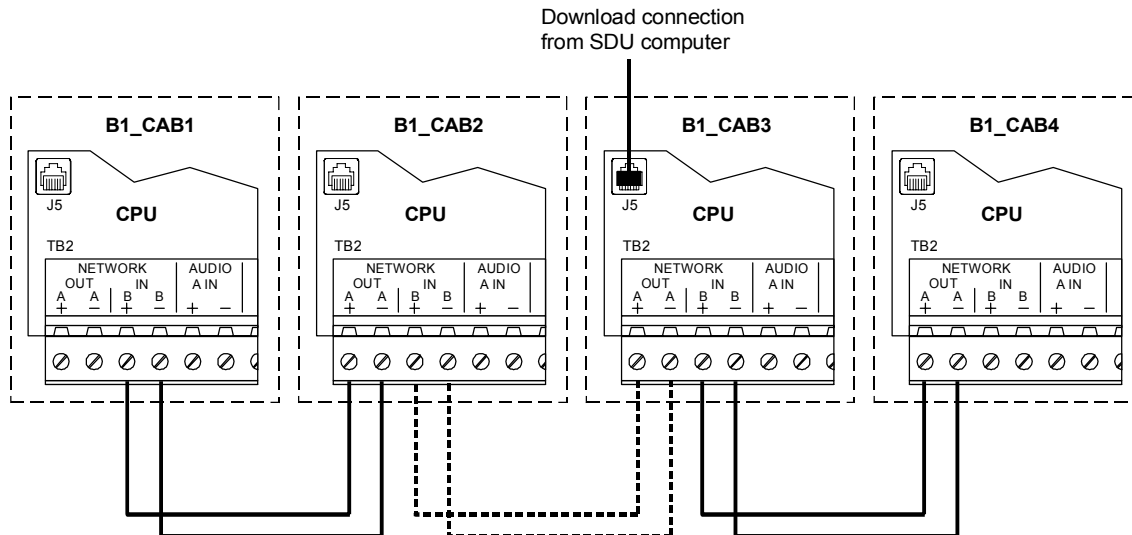 Download connection
from SDU computer
B1_CAB1
J5
CPU
TB2
NETWORK AUDIO
OUT IN A IN
A A B B
+ − + − + −
B1_CAB2
J5
CPU
TB2
NETWORK AUDIO
OUT IN A IN
A A B B
+ − + − + −
B1_CAB3
J5
CPU
TB2
NETWORK AUDIO
OUT IN A IN
A A B B
+ − + − + −
B1_CAB4
J5
CPU
TB2
NETWORK AUDIO
OUT IN A IN
A A B B
+ − + − + −